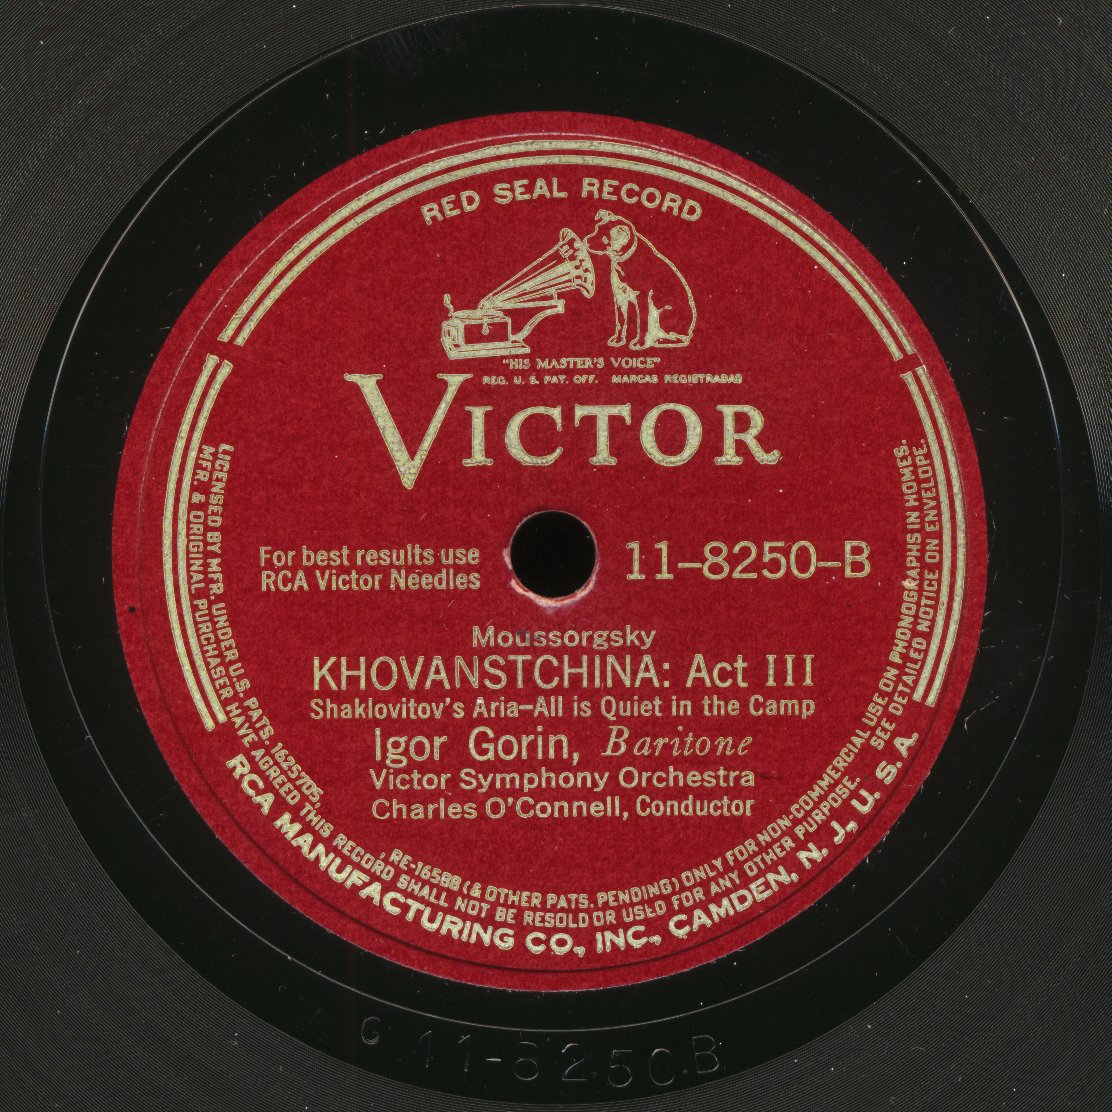 RED SEAL RECORD
"HIS MASTER'S VOICE"
REG. U. S. PAT. OFF. MARCAS REGISTRADAS
VICTOR
For best results use
RCA Victor Needles
11–8250–B
Moussorgsky
KHOVANSTCHINA: Act III
Shaklovitov's Aria–All is Quiet in the Camp
Igor Gorin, Baritone
Victor Symphony Orchestra
Charles O'Connell, Conductor
LICENSED BY MFR. UNDER U.S. PATS. 1625705, , RE-16588 (& OTHER PATS. PENDING) ONLY FOR NON-COMMERCIAL USE ON PHONOGRAPHS IN HOMES.
MFR. & ORIGINAL PURCHASER HAVE AGREED THIS RECORD SHALL NOT BE RESOLD OR USED FOR ANY OTHER PURPOSE. SEE DETAILED NOTICE ON ENVELOPE.
RCA MANUFACTURING CO., INC., CAMDEN, N. J., U. S. A.
G 11-8250.B